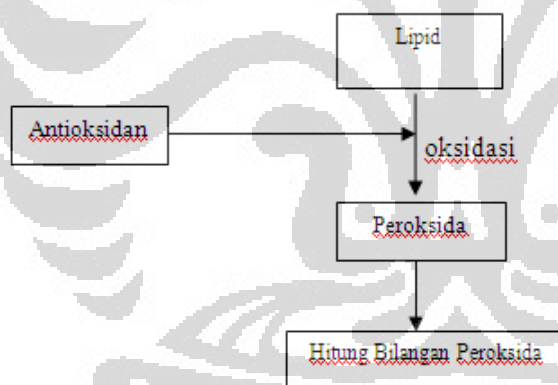 Lipid
Antioksidan
oksidasi
Peroksida
Hitung Bilangan Peroksida